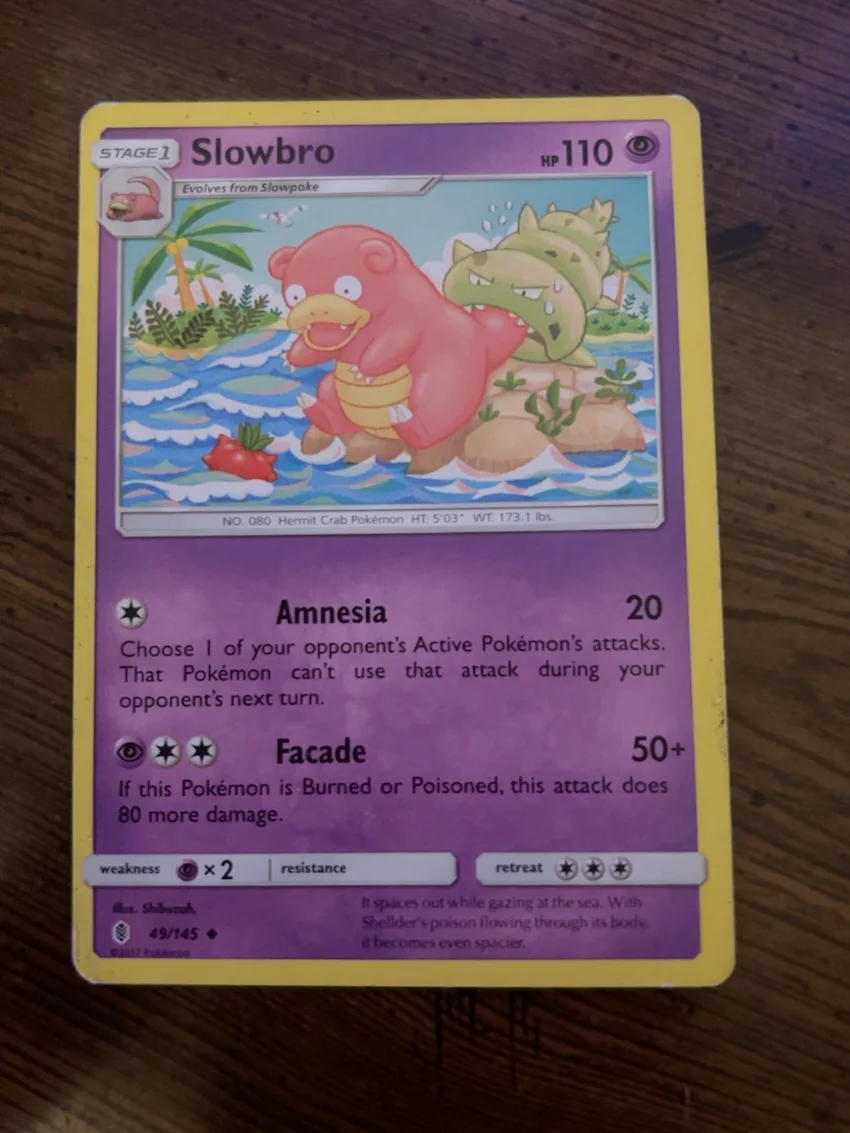 STAGE 1 Slowbro HP 110
Evolves from Slowpoke
NO. 080 Hermit Crab Pokémon HT: 5'03" WT: 173.1 lbs.
Amnesia 20
Choose 1 of your opponent's Active Pokémon's attacks.
That Pokémon can't use that attack during your
opponent's next turn.
Facade 50+
If this Pokémon is Burned or Poisoned, this attack does
80 more damage.
weakness ×2 resistance retreat
Illus. Shibuzoh.
49/145
©2017 Pokémon
It spaces out while gazing at the sea. With
Shellder's poison flowing through its body,
it becomes even spacier.